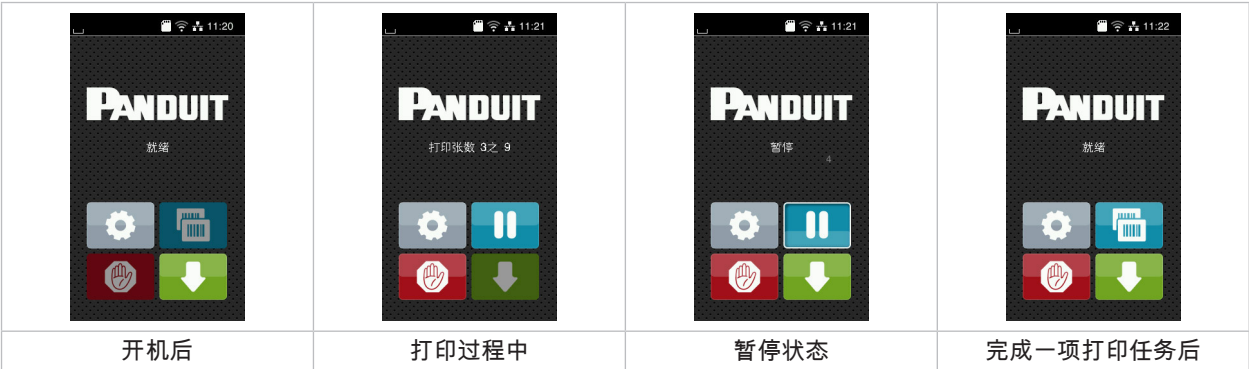 11:20
PANDUIT
就绪
开机后
11:21
PANDUIT
打印张数 3之 9
打印过程中
11:21
PANDUIT
暂停
4
暂停状态
11:22
PANDUIT
就绪
完成一项打印任务后